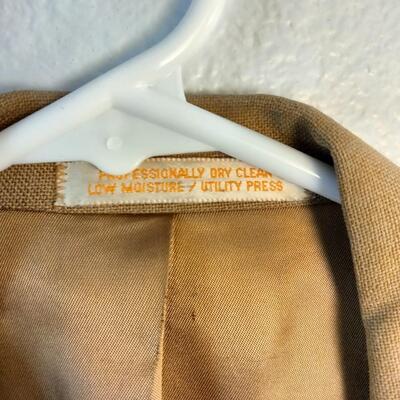 PROFESSIONALLY DRY CLEAN
LOW MOISTURE / UTILITY PRESS